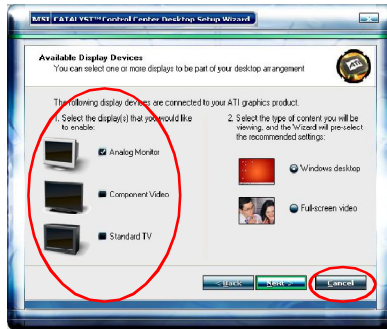 MSI CATALYST™ Control Center Desktop Setup Wizard
Available Display Devices
You can select one or more displays to be part of your desktop arrangement
ATI
The following display devices are connected to your ATI graphics product.
1. Select the display(s) that you would like
to enable:
Analog Monitor
Component Video
Standard TV
2. Select the type of content you will be
viewing, and the Wizard will pre-select
the recommended settings:
Windows desktop
Full-screen video
< Back
Next >
Cancel